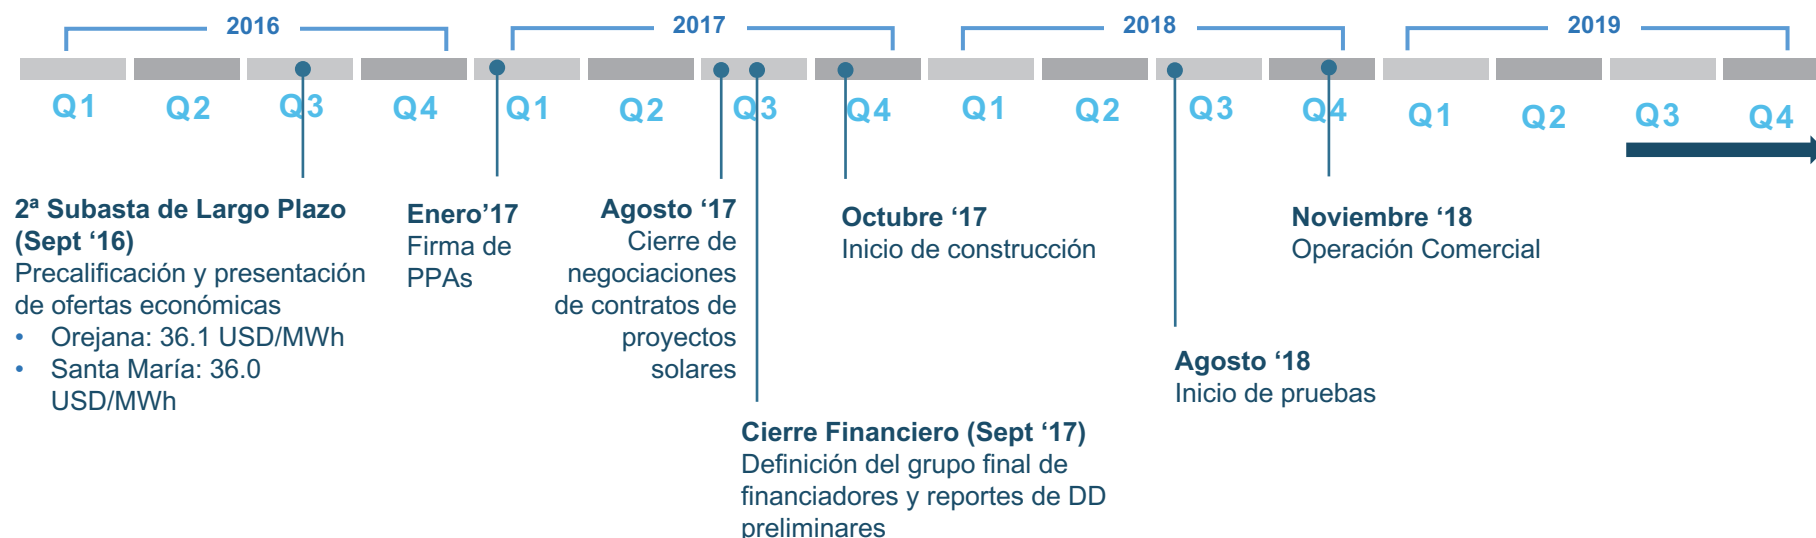 2016
2017
2018
2019
Q1
Q2
Q3
Q4
Q1
Q2
Q3
Q4
Q1
Q2
Q3
Q4
Q1
Q2
Q3
Q4
2ª Subasta de Largo Plazo
(Sept ‘16)
Precalificación y presentación
de ofertas económicas
• Orejana: 36.1 USD/MWh
• Santa María: 36.0
USD/MWh
Enero’17
Firma de
PPAs
Agosto ‘17
Cierre de
negociaciones
de contratos de
proyectos
solares
Cierre Financiero (Sept ‘17)
Definición del grupo final de
financiadores y reportes de DD
preliminares
Octubre ‘17
Inicio de construcción
Agosto ‘18
Inicio de pruebas
Noviembre ‘18
Operación Comercial